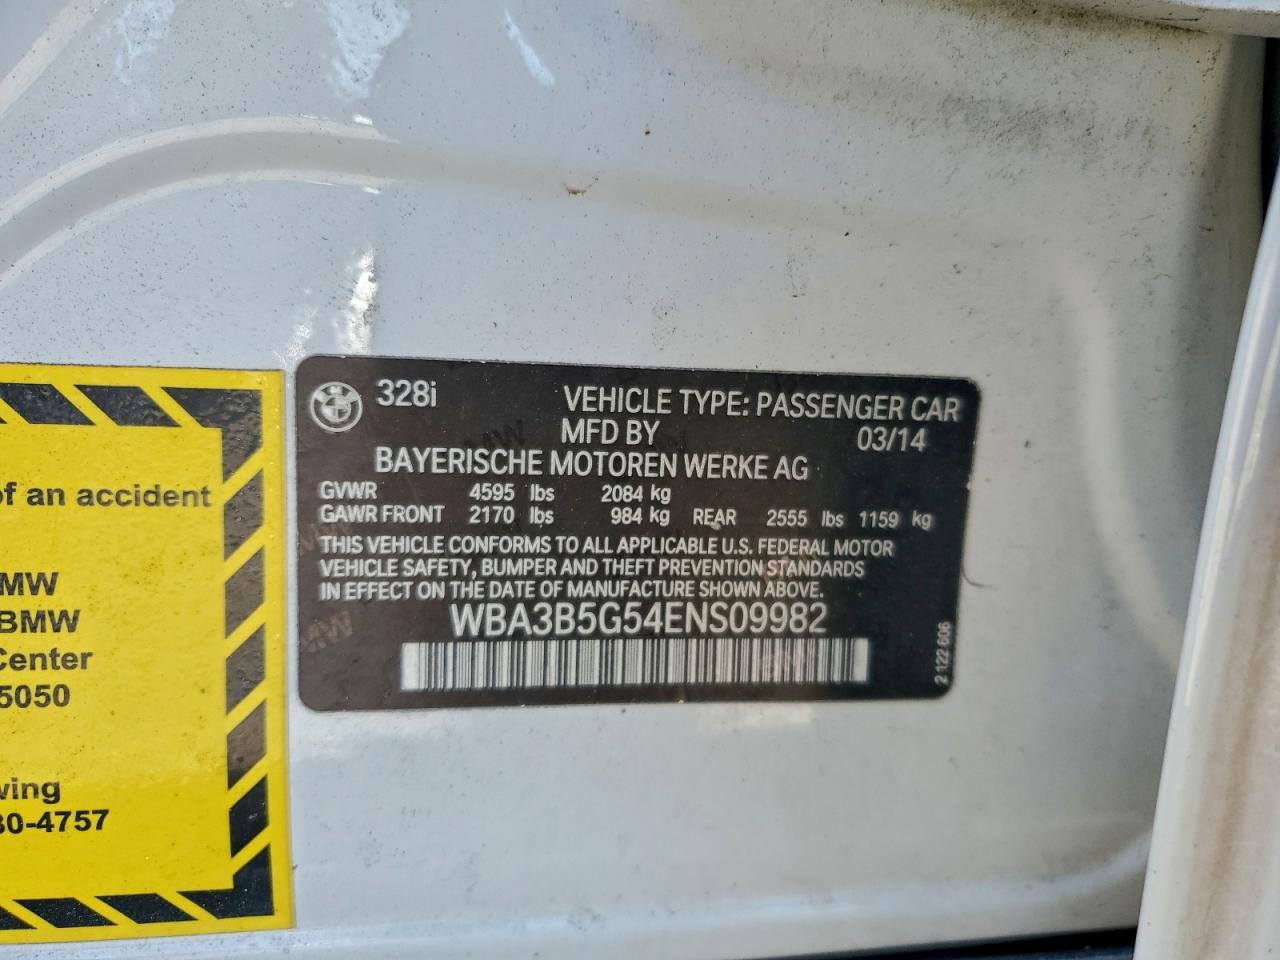 328i
VEHICLE TYPE: PASSENGER CAR
MFD BY 03/14
BAYERISCHE MOTOREN WERKE AG
GVWR 4595 lbs 2084 kg
GAWR FRONT 2170 lbs 984 kg REAR 2555 lbs 1159 kg
THIS VEHICLE CONFORMS TO ALL APPLICABLE U.S. FEDERAL MOTOR
VEHICLE SAFETY, BUMPER AND THEFT PREVENTION STANDARDS
IN EFFECT ON THE DATE OF MANUFACTURE SHOWN ABOVE.
WBA3B5G54ENS09982
2 122 606
of an accident
MW
BMW
Center
5050
wing
80-4757